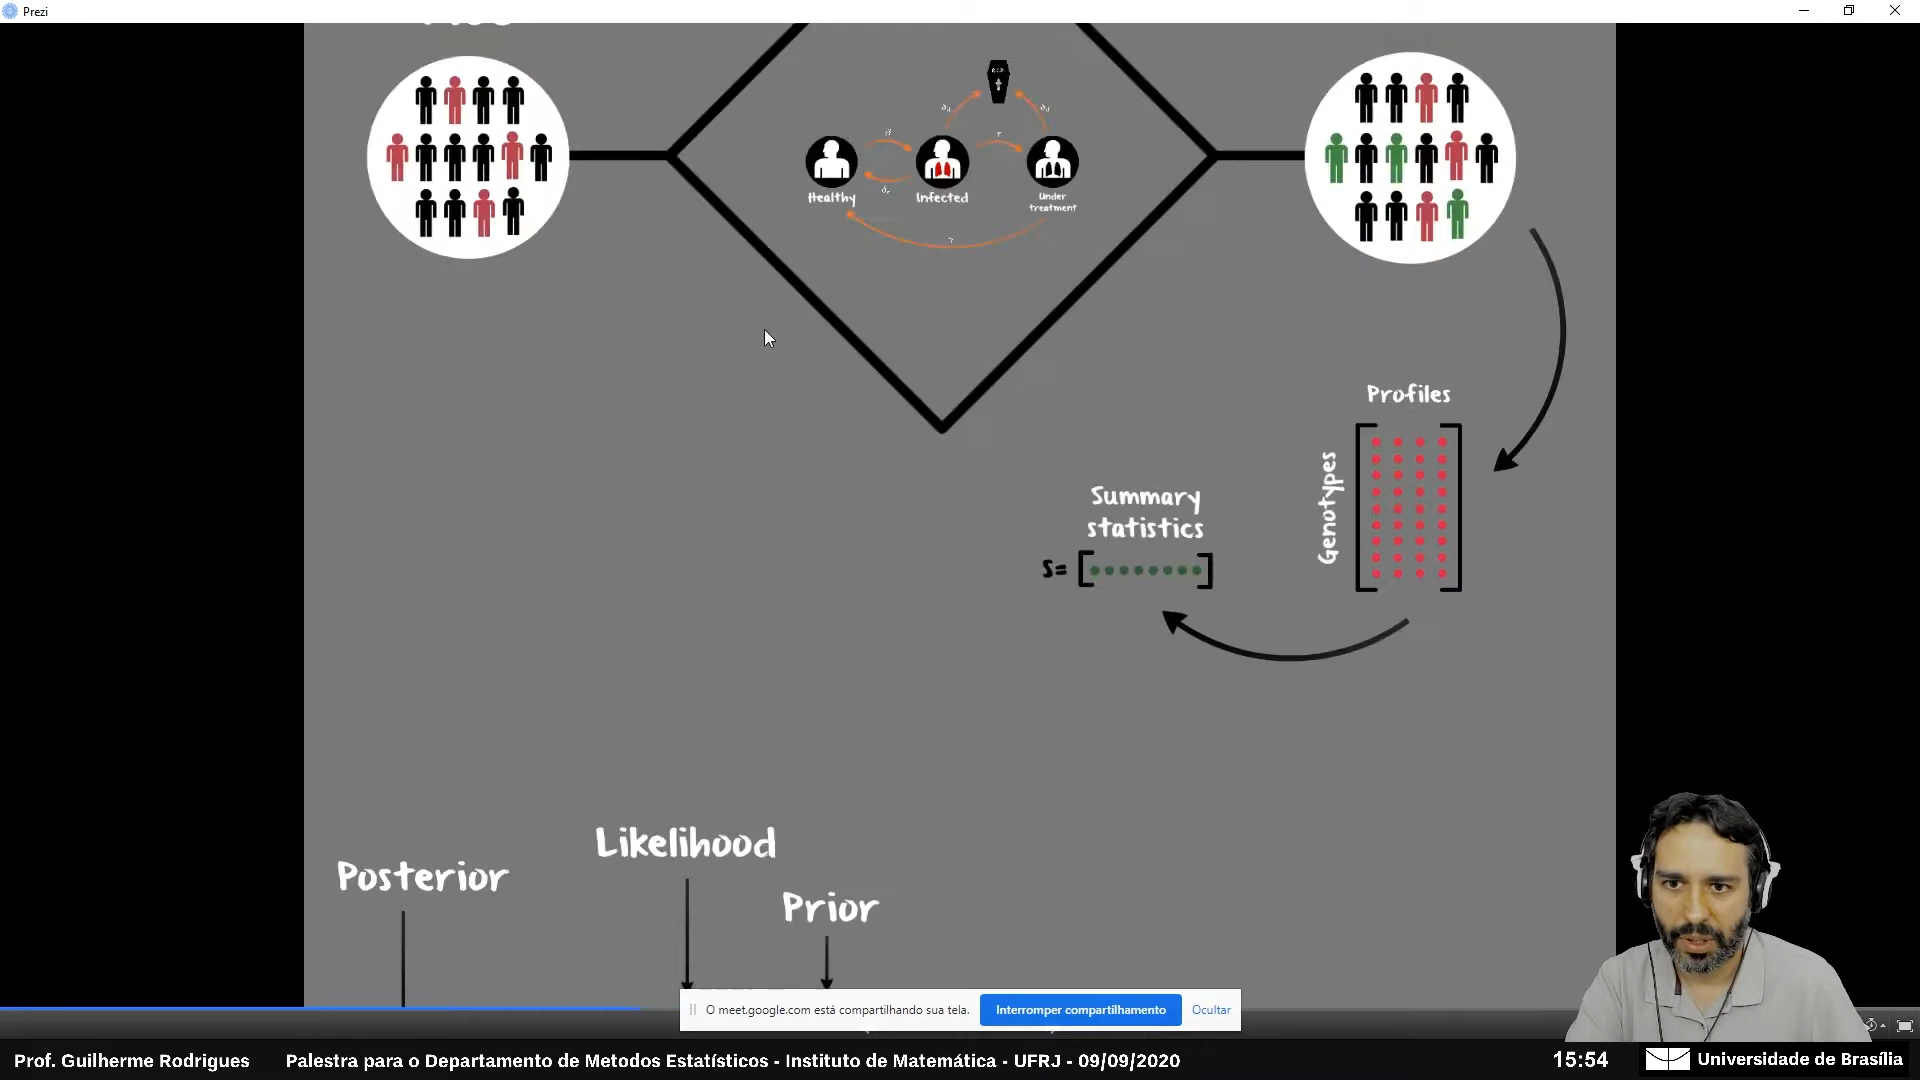 Prezi
R.I.P.
β
τ
γ
Healthy
Infected
Under
treatment
Profiles
Genotypes
Summary
statistics
S=
Likelihood
Posterior
Prior
O meet.google.com está compartilhando sua tela.
Interromper compartilhamento
Ocultar
Prof. Guilherme Rodrigues
Palestra para o Departamento de Metodos Estatísticos - Instituto de Matemática - UFRJ - 09/09/2020
15:54
Universidade de Brasília